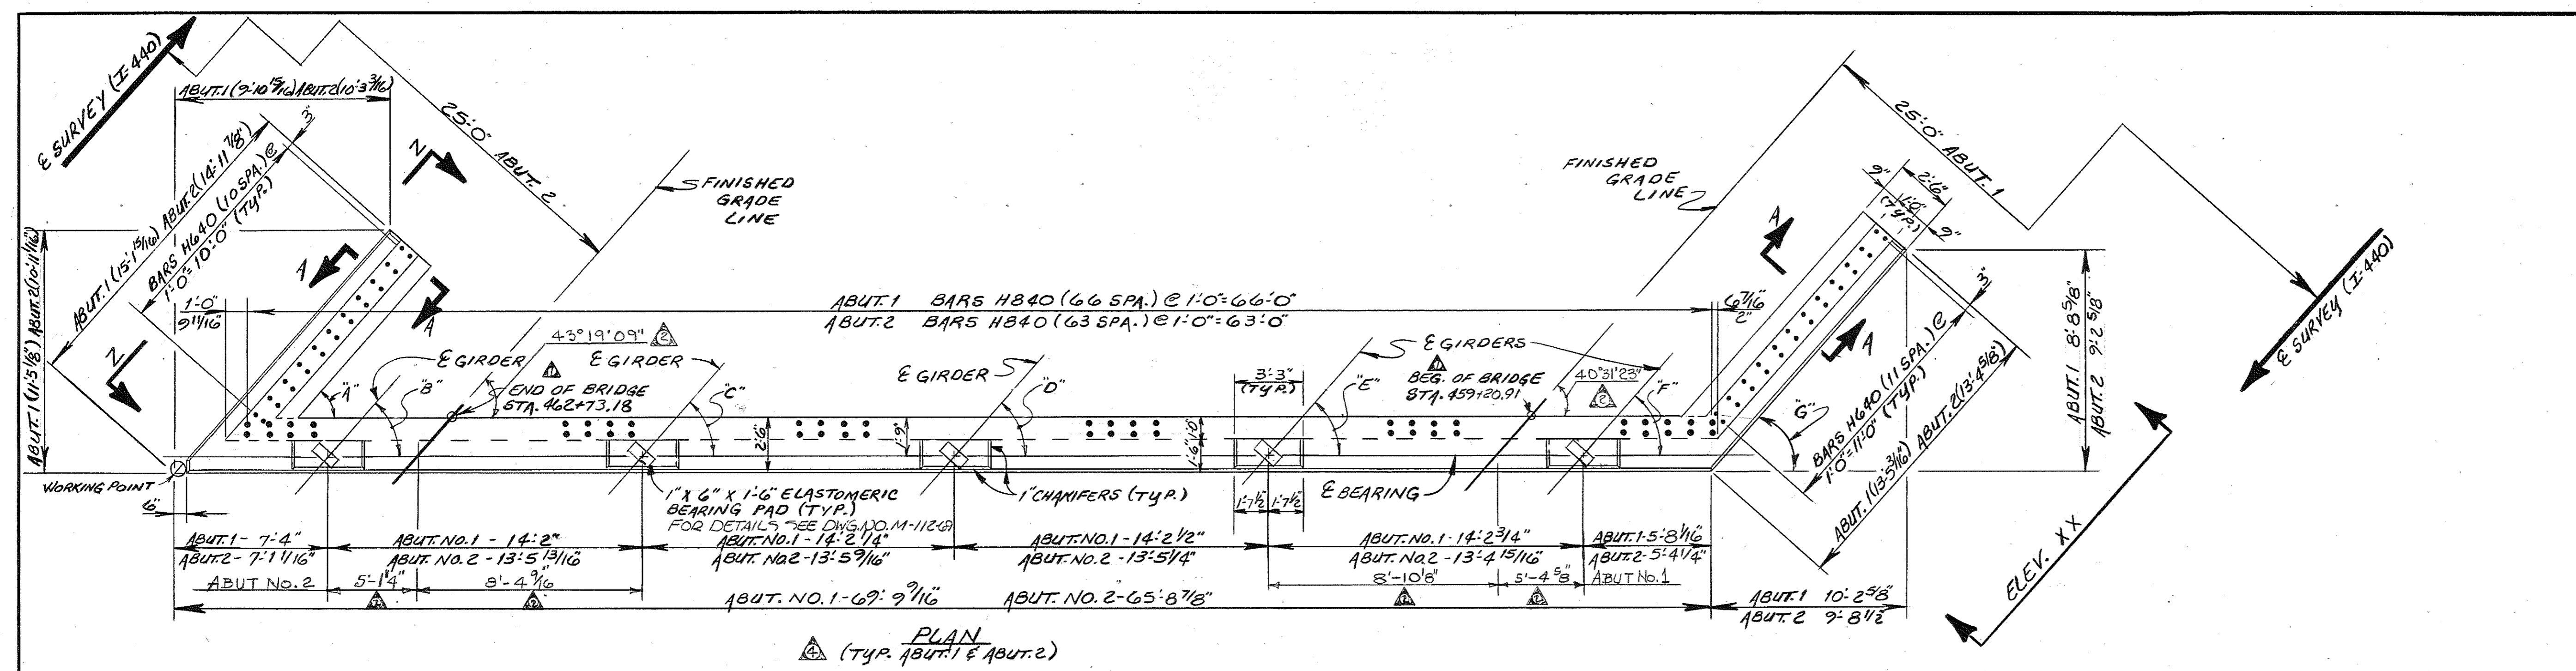 ℄ SURVEY (I-440)
ABUT.1 (9'-10 15/16) ABUT.2 (10'-3 3/16)
25'-0" ABUT. 2
3"
ABUT.1 (15'-1 15/16) ABUT.2 (14'-11 7/8")
BARS H640 (10 SPA.) @
1'-0"=10'-0" (TYP.)
Z
FINISHED
GRADE
LINE
FINISHED
GRADE
LINE
25'-0" ABUT. 1
2'-6"
9"
1'-0"
(TYP.)
9"
A
A
ABUT.1 (11'-5 1/8") ABUT.2 (10'-11 1/16)
A
A
1'-0"
9 11/16"
ABUT.1 BARS H840 (66 SPA.) @ 1'-0"=66'-0"
ABUT.2 BARS H840 (63 SPA.) @ 1'-0"=63'-0"
6 7/16"
2"
3"
℄ SURVEY (I-440)
ABUT.1 8'-8 5/8"
ABUT.2 9'-2 5/8"
Z
43°19'09" 2
℄ GIRDER
℄ GIRDER
℄ GIRDER
℄ GIRDERS
"A"
"B"
END OF BRIDGE
STA. 462+73.18
"C"
"D"
3'-3"
(TYP.)
"E"
BEG. OF BRIDGE
STA. 459+20.91
40°31'23"
2
"F"
"G"
BARS H640 (11 SPA.) @
1'-0"=11'-0" (TYP.)
ABUT.1 (13'-5 3/16) ABUT.2 (13'-4 5/8")
2'-6"
1'-9"
1'-6"
1'-0"
WORKING POINT
6"
1" X 6" X 1'-6" ELASTOMERIC
BEARING PAD (TYP.)
FOR DETAILS SEE DWG. NO. M-112-69
1" CHAMFERS (TYP.)
1'-7½"
1'-7½"
℄ BEARING
ELEV. XX
ABUT.1 - 7'-4"
ABUT.2 - 7'-1 1/16"
ABUT.NO.1 - 14'-2"
ABUT.NO.2 - 13'-5 13/16"
ABUT.NO.1 - 14'-2 1/4"
ABUT.NO.2 - 13'-5 9/16"
ABUT.NO.1 - 14'-2 1/2"
ABUT.NO.2 - 13'-5 1/4"
ABUT.NO.1 - 14'-2 3/4"
ABUT.NO.2 - 13'-4 15/16"
ABUT.1 - 5'-8 1/16
ABUT.2 - 5'-4 1/4"
ABUT NO.2
5'-1¼"
8'-4 9/16"
8'-10⅛"
5'-4 5/8
ABUT NO.1
2
2
ABUT. NO.1 - 69'- 9/16" ABUT. NO.2 - 65'-8 7/8"
ABUT.1 10'-2 5/8"
ABUT.2 9'-8 1/2"
PLAN
4 (TYP. ABUT.1 & ABUT.2)